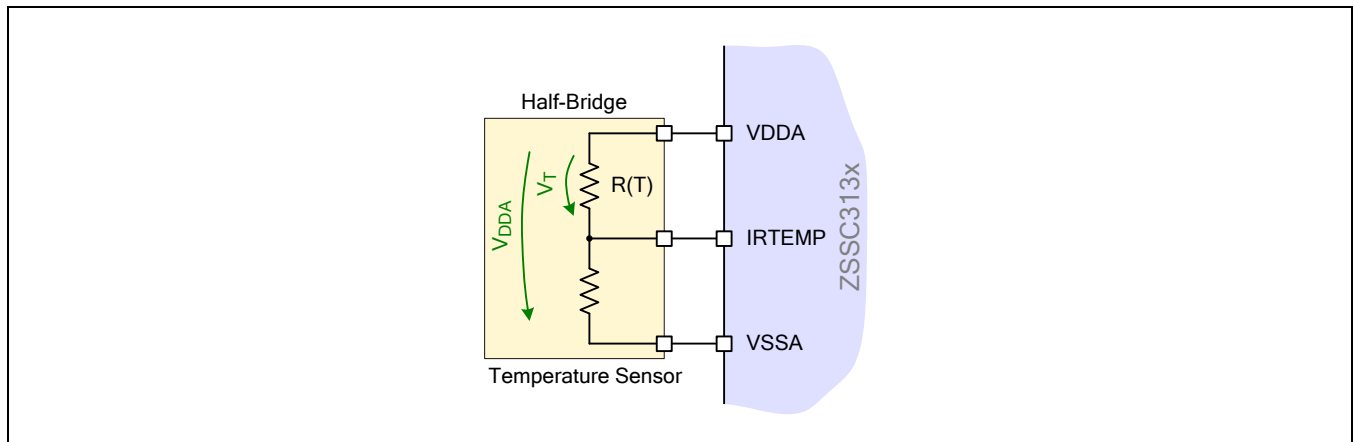 Half-Bridge
VDDA
VT
R(T)
VDDA
IRTEMP
VSSA
Temperature Sensor
ZSSC313x